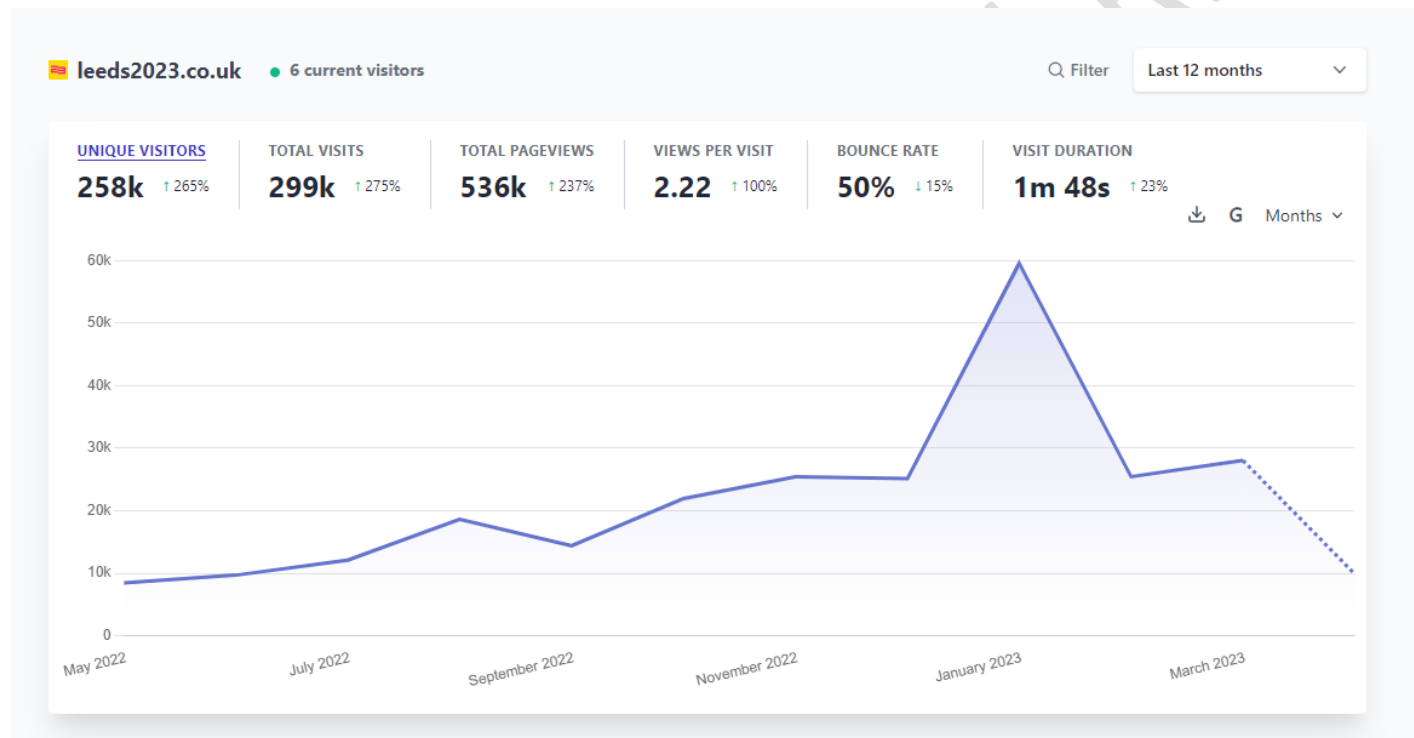 leeds2023.co.uk 6 current visitors Filter Last 12 months
UNIQUE VISITORS TOTAL VISITS TOTAL PAGEVIEWS VIEWS PER VISIT BOUNCE RATE VISIT DURATION
258k ↑ 265% 299k ↑ 275% 536k ↑ 237% 2.22 ↑ 100% 50% ↓ 15% 1m 48s ↑ 23%
G Months
60k
50k
40k
30k
20k
10k
0
May 2022 July 2022 September 2022 November 2022 January 2023 March 2023